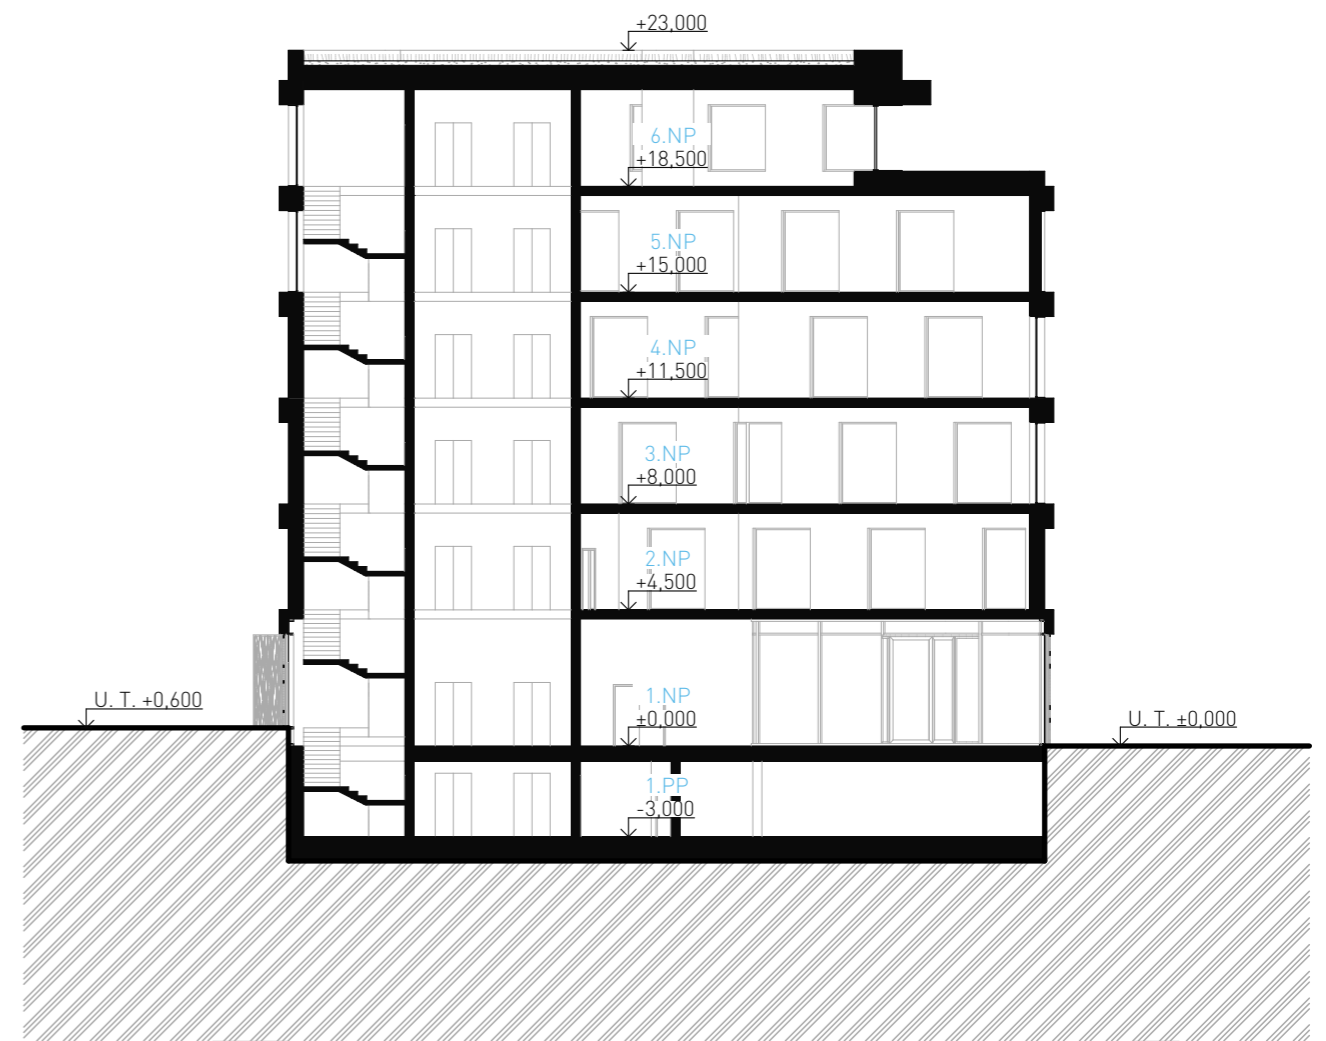 +23,000
6.NP
+18,500
5.NP
+15,000
4.NP
+11,500
3.NP
+8,000
2.NP
+4,500
1.NP
±0,000
U. T. +0,600
U. T. ±0,000
1.PP
-3,000